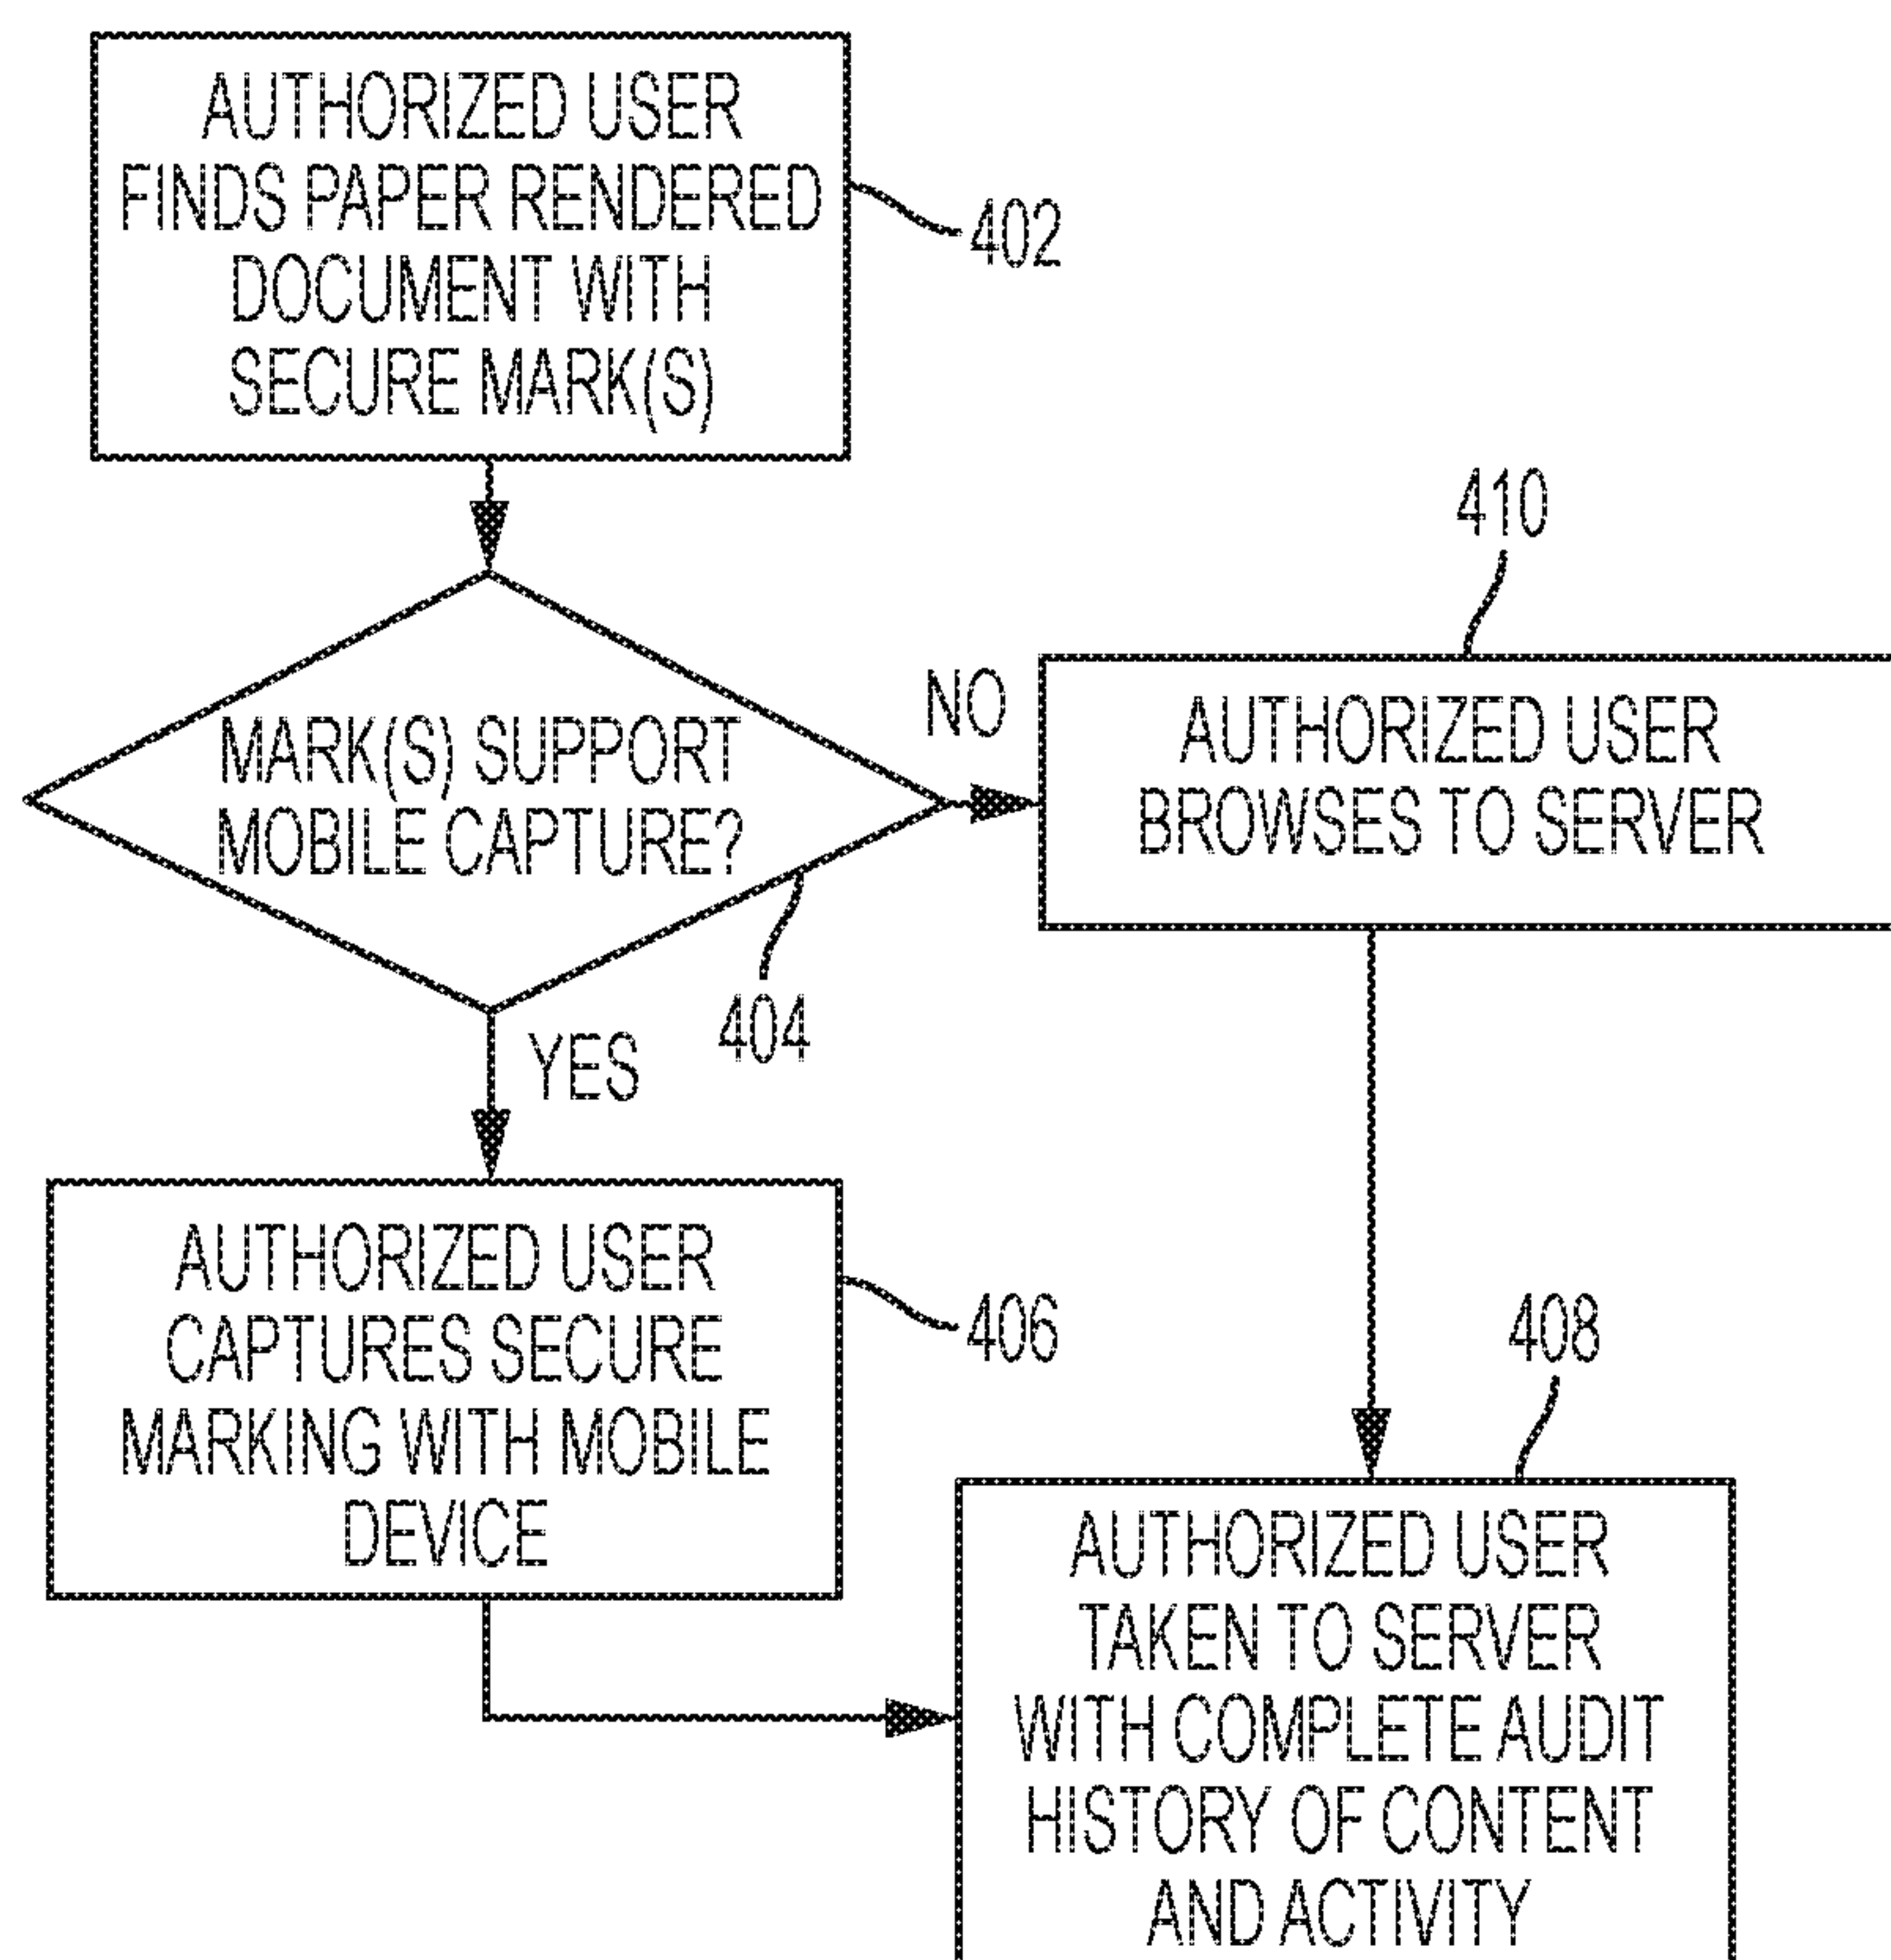 AUTHORIZED USER
FINDS PAPER RENDERED
DOCUMENT WITH
SECURE MARK(S)
402
MARK(S) SUPPORT
MOBILE CAPTURE?
404
NO
410
AUTHORIZED USER
BROWSES TO SERVER
YES
AUTHORIZED USER
CAPTURES SECURE
MARKING WITH MOBILE
DEVICE
406
408
AUTHORIZED USER
TAKEN TO SERVER
WITH COMPLETE AUDIT
HISTORY OF CONTENT
AND ACTIVITY